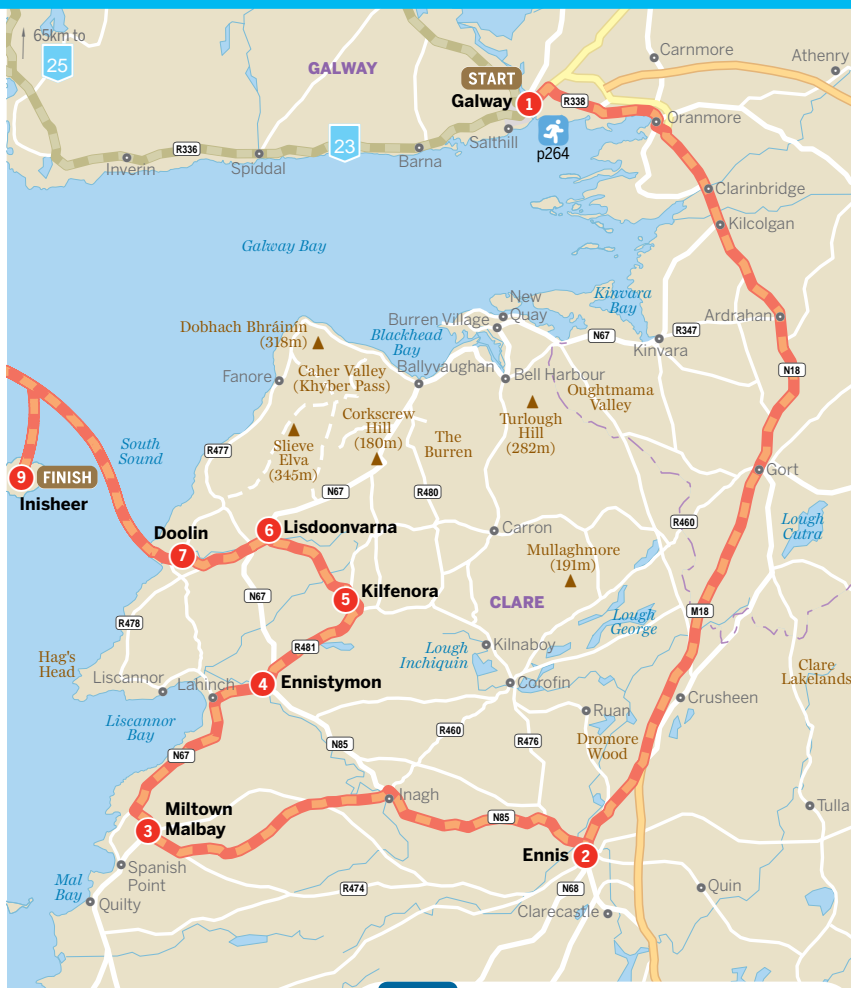 65km to
25
GALWAY
START
Galway
1
R338
Carnmore
Athenry
Oranmore
Salthill
p264
R336
23
Inverin
Spiddal
Barna
Clarinbridge
Kilcolgan
Galway Bay
New
Quay
Kinvara
Bay
Burren Village
Ardrahan
Dobhach Bhráinín
(318m)
Blackhead
Bay
N67
R347
Kinvara
Fanore
Caher Valley
(Khyber Pass)
Ballyvaughan
Bell Harbour
N18
Oughtmama
Valley
Corkscrew
Hill
(180m)
Turlough
Hill
(282m)
South
Sound
R477
Slieve
Elva
(345m)
The
Burren
Gort
9
FINISH
Inisheer
N67
R480
R460
Lough
Cutra
Doolin
7
6
Lisdoonvarna
Carron
Mullaghmore
(191m)
N67
5
Kilfenora
CLARE
M18
R478
Lough
George
R481
Kilnaboy
Hag's
Head
Lough
Inchiquin
Clare
Lakelands
Liscannor
Lahinch
4
Ennistymon
Corofin
Crusheen
Liscannor
Bay
Ruan
N67
N85
R460
R476
Dromore
Wood
Inagh
Miltown
Malbay
3
N85
Tulla
Ennis
2
Spanish
Point
Mal
Bay
R474
N68
Quin
Quilty
Clarecastle